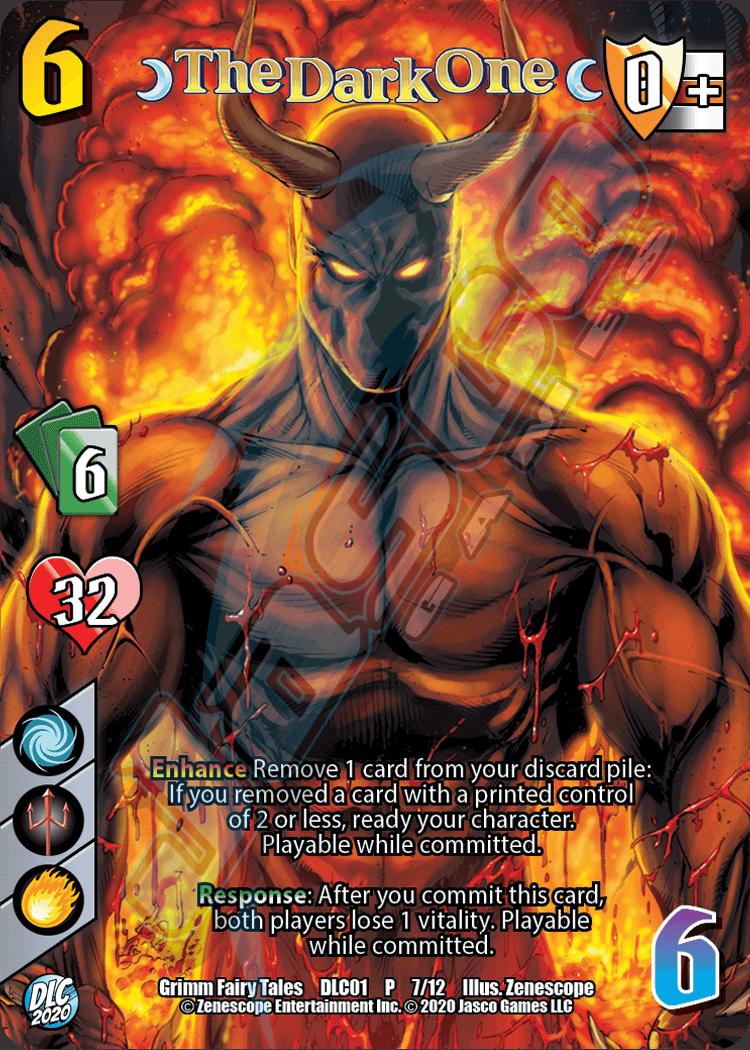 6
The Dark One
0
+
6
32
Enhance Remove 1 card from your discard pile:
If you removed a card with a printed control
of 2 or less, ready your character.
Playable while committed.
Response: After you commit this card,
both players lose 1 vitality. Playable
while committed.
6
DLC
2020
Grimm Fairy Tales DLC01 P 7/12 Illus. Zenescope
© Zenescope Entertainment Inc. © 2020 Jasco Games LLC